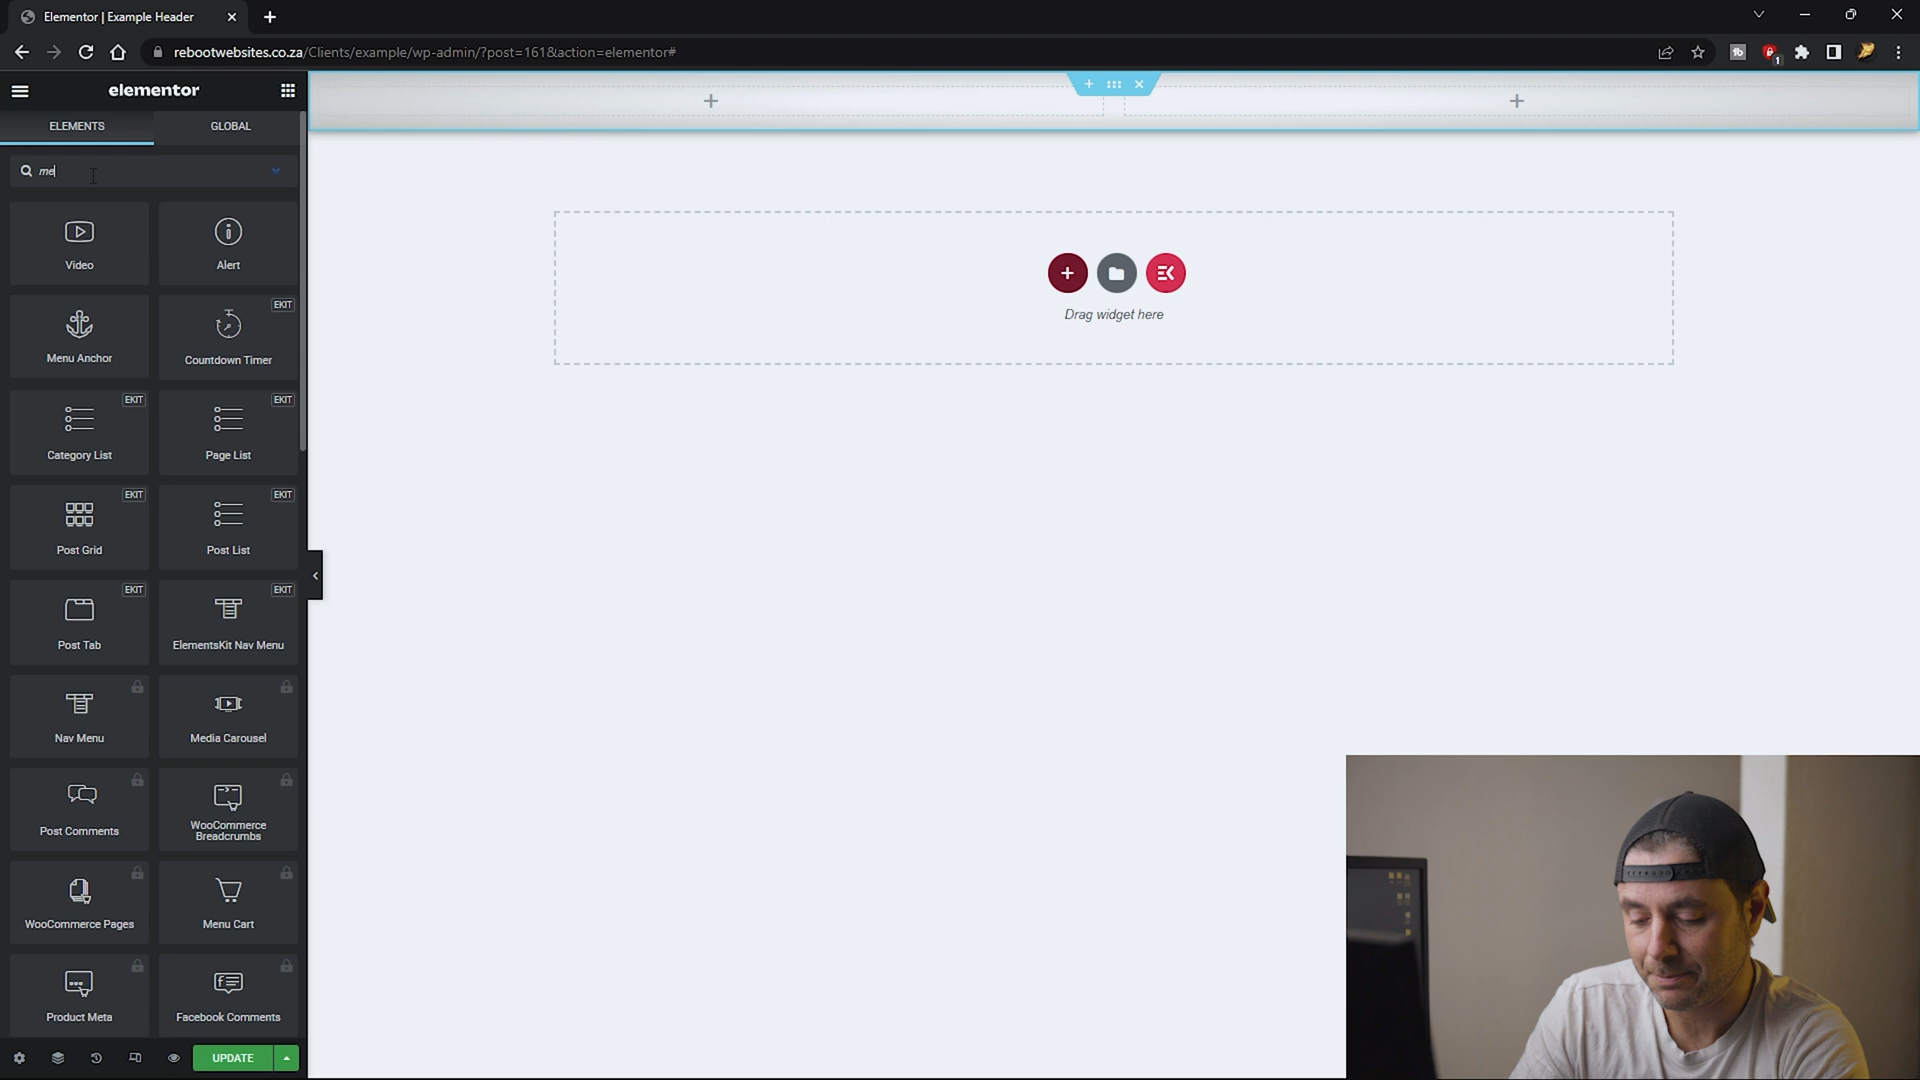 Elementor | Example Header
rebootwebsites.co.za/Clients/example/wp-admin/?post=161&action=elementor#
1
elementor
ELEMENTS
GLOBAL
me
Video
Alert
EKIT
Menu Anchor
Countdown Timer
EKIT
EKIT
Category List
Page List
EKIT
EKIT
Post Grid
Post List
EKIT
EKIT
Post Tab
ElementsKit Nav Menu
Nav Menu
Media Carousel
Post Comments
WooCommerce
Breadcrumbs
WooCommerce Pages
Menu Cart
Product Meta
Facebook Comments
UPDATE
Drag widget here